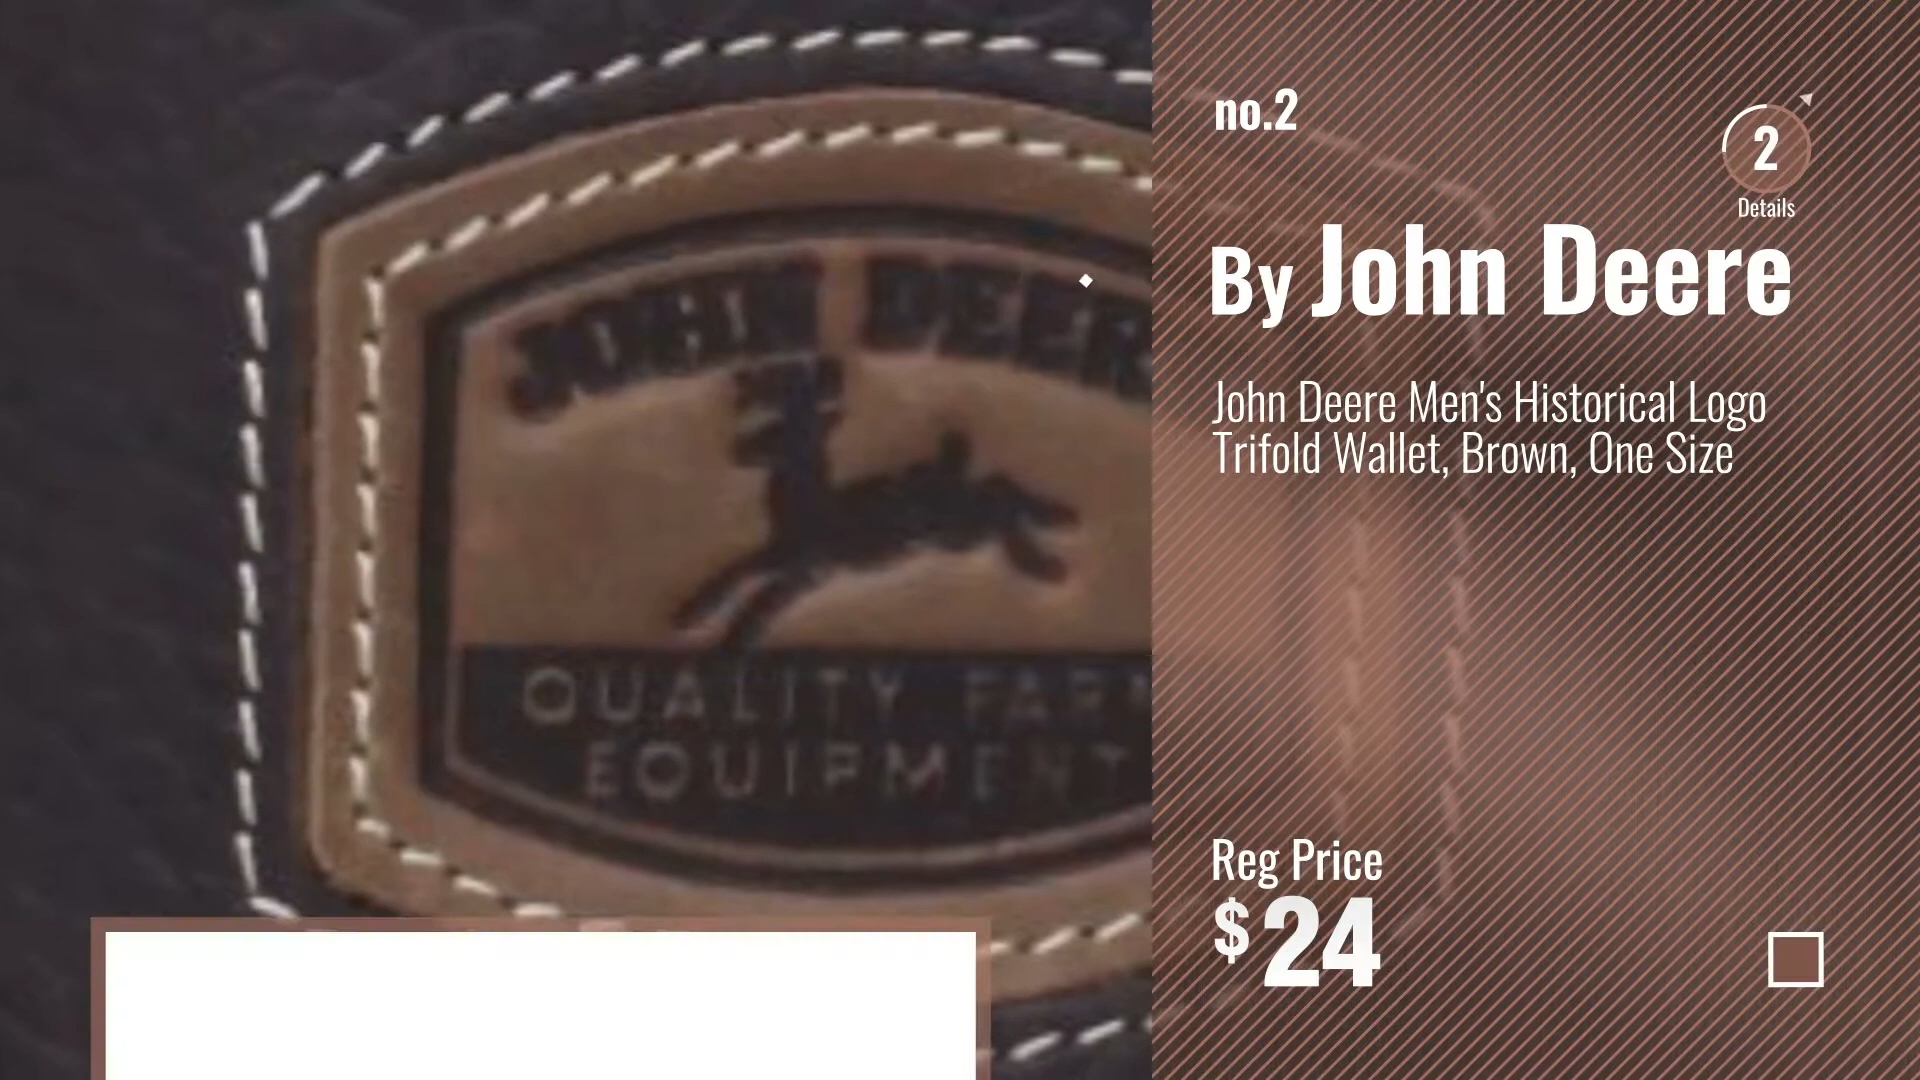 JOHN DEER
QUALITY FARM
EQUIPMENT
no.2
2
Details
By John Deere
John Deere Men's Historical Logo
Trifold Wallet, Brown, One Size
Reg Price
$24